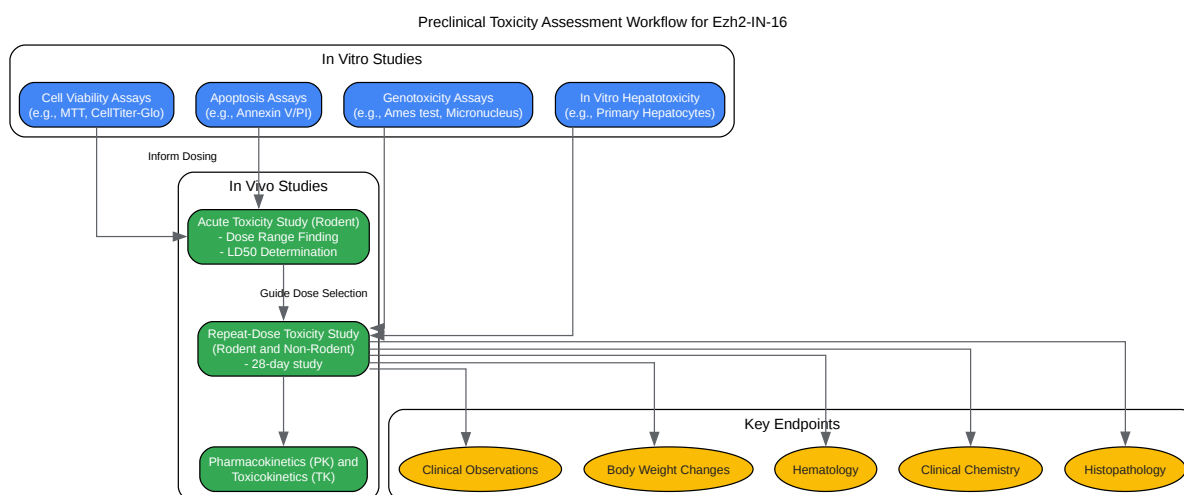 Preclinical Toxicity Assessment Workflow for Ezh2-IN-16
In Vitro Studies
Cell Viability Assays
(e.g., MTT, CellTiter-Glo)
Apoptosis Assays
(e.g., Annexin V/PI)
Genotoxicity Assays
(e.g., Ames test, Micronucleus)
In Vitro Hepatotoxicity
(e.g., Primary Hepatocytes)
Inform Dosing
In Vivo Studies
Acute Toxicity Study (Rodent)
- Dose Range Finding
- LD50 Determination
Guide Dose Selection
Repeat-Dose Toxicity Study
(Rodent and Non-Rodent)
- 28-day study
Pharmacokinetics (PK) and
Toxicokinetics (TK)
Key Endpoints
Clinical Observations
Body Weight Changes
Hematology
Clinical Chemistry
Histopathology